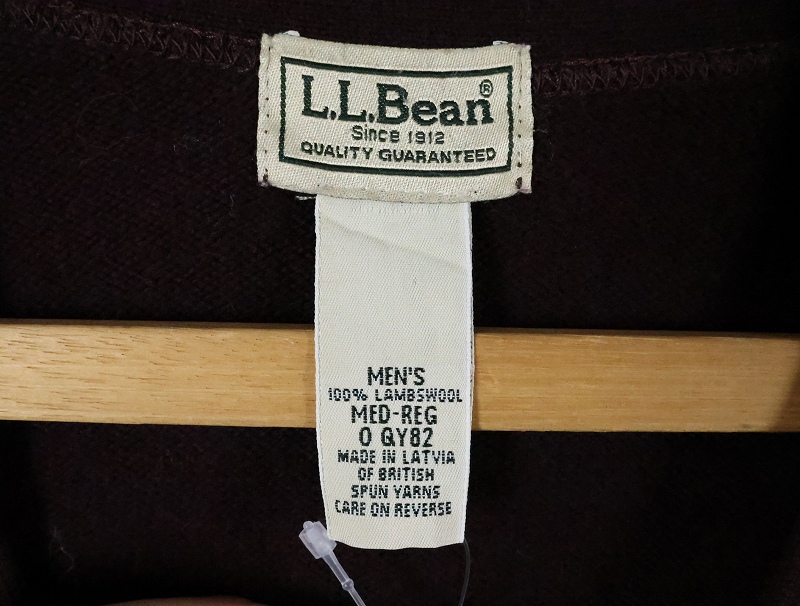 L.L.Bean®
Since 1912
QUALITY GUARANTEED
MEN'S
100% LAMBSWOOL
MED-REG
0 QY82
MADE IN LATVIA
OF BRITISH
SPUN YARNS
CARE ON REVERSE